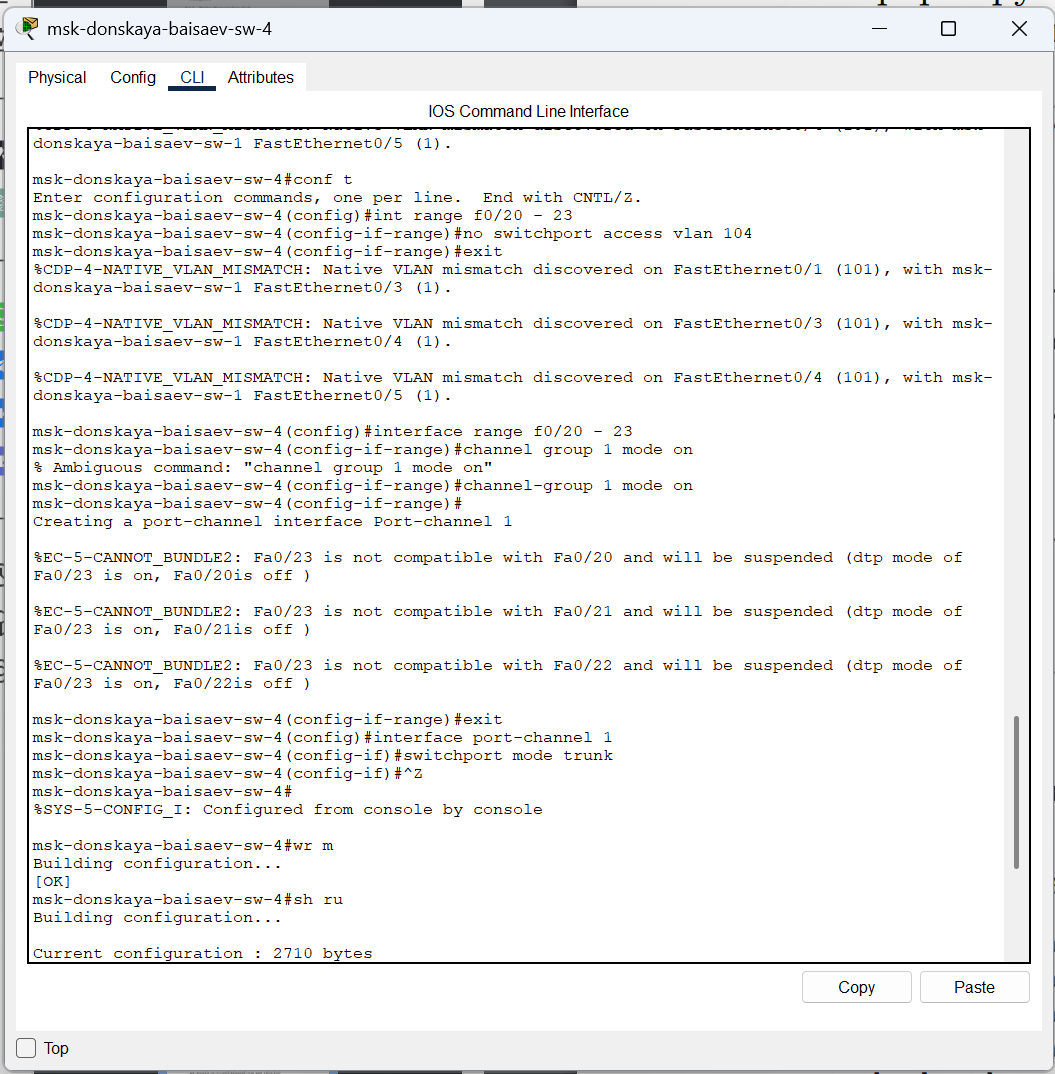 msk-donskaya-baisaev-sw-4
Physical Config CLI Attributes
IOS Command Line Interface
donskaya-baisaev-sw-1 FastEthernet0/5 (1).
msk-donskaya-baisaev-sw-4#conf t
Enter configuration commands, one per line.  End with CNTL/Z.
msk-donskaya-baisaev-sw-4(config)#int range f0/20 - 23
msk-donskaya-baisaev-sw-4(config-if-range)#no switchport access vlan 104
msk-donskaya-baisaev-sw-4(config-if-range)#exit
%CDP-4-NATIVE_VLAN_MISMATCH: Native VLAN mismatch discovered on FastEthernet0/1 (101), with msk-
donskaya-baisaev-sw-1 FastEthernet0/3 (1).
%CDP-4-NATIVE_VLAN_MISMATCH: Native VLAN mismatch discovered on FastEthernet0/3 (101), with msk-
donskaya-baisaev-sw-1 FastEthernet0/4 (1).
%CDP-4-NATIVE_VLAN_MISMATCH: Native VLAN mismatch discovered on FastEthernet0/4 (101), with msk-
donskaya-baisaev-sw-1 FastEthernet0/5 (1).
msk-donskaya-baisaev-sw-4(config)#interface range f0/20 - 23
msk-donskaya-baisaev-sw-4(config-if-range)#channel group 1 mode on
% Ambiguous command: "channel group 1 mode on"
msk-donskaya-baisaev-sw-4(config-if-range)#channel-group 1 mode on
msk-donskaya-baisaev-sw-4(config-if-range)#
Creating a port-channel interface Port-channel 1
%EC-5-CANNOT_BUNDLE2: Fa0/23 is not compatible with Fa0/20 and will be suspended (dtp mode of
Fa0/23 is on, Fa0/20is off )
%EC-5-CANNOT_BUNDLE2: Fa0/23 is not compatible with Fa0/21 and will be suspended (dtp mode of
Fa0/23 is on, Fa0/21is off )
%EC-5-CANNOT_BUNDLE2: Fa0/23 is not compatible with Fa0/22 and will be suspended (dtp mode of
Fa0/23 is on, Fa0/22is off )
msk-donskaya-baisaev-sw-4(config-if-range)#exit
msk-donskaya-baisaev-sw-4(config)#interface port-channel 1
msk-donskaya-baisaev-sw-4(config-if)#switchport mode trunk
msk-donskaya-baisaev-sw-4(config-if)#^Z
msk-donskaya-baisaev-sw-4#
%SYS-5-CONFIG_I: Configured from console by console
msk-donskaya-baisaev-sw-4#wr m
Building configuration...
[OK]
msk-donskaya-baisaev-sw-4#sh ru
Building configuration...
Current configuration : 2710 bytes
Copy Paste
Top